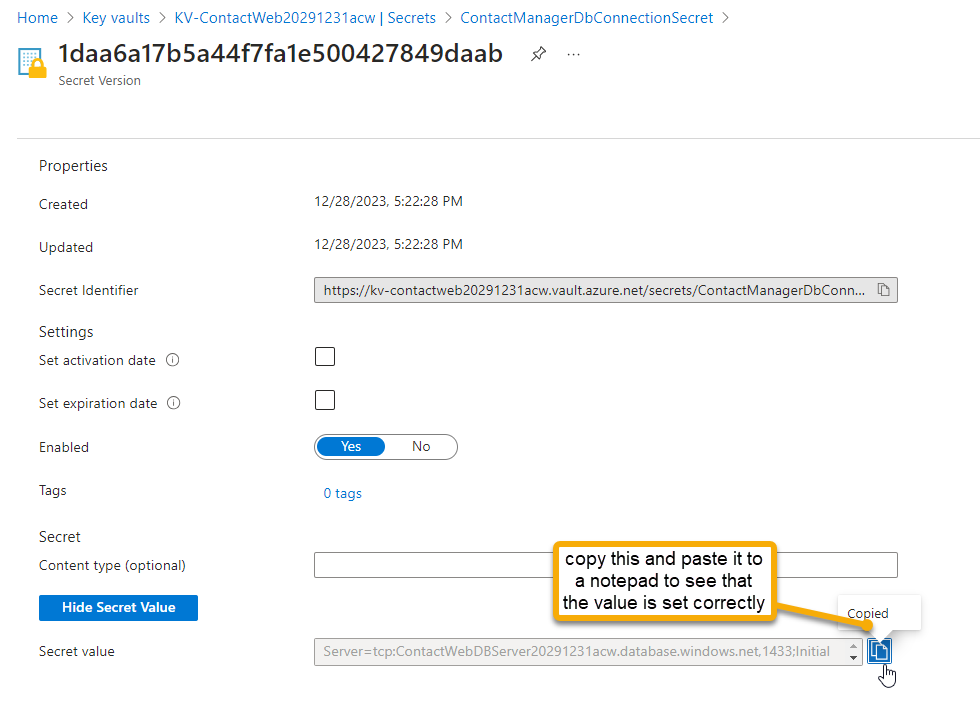 Home > Key vaults > KV-ContactWeb20291231acw | Secrets > ContactManagerDbConnectionSecret >
1daa6a17b5a44f7fa1e500427849daab ...
Secret Version
Properties
Created 12/28/2023, 5:22:28 PM
Updated 12/28/2023, 5:22:28 PM
Secret Identifier https://kv-contactweb20291231acw.vault.azure.net/secrets/ContactManagerDbConn...
Settings
Set activation date
Set expiration date
Enabled Yes No
Tags 0 tags
Secret
Content type (optional)
copy this and paste it to
a notepad to see that
the value is set correctly
Hide Secret Value
Copied
Secret value Server=tcp:ContactWebDBServer20291231acw.database.windows.net,1433;Initial